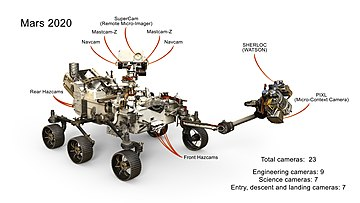 Mars 2020
SuperCam
(Remote Micro-Imager)
Mastcam-Z
Mastcam-Z
Navcam
Navcam
SHERLOC
(WATSON)
PIXL
(Micro-Context Camera)
Rear Hazcams
Front Hazcams
Total cameras: 23
Engineering cameras: 9
Science cameras: 7
Entry, descent and landing cameras: 7